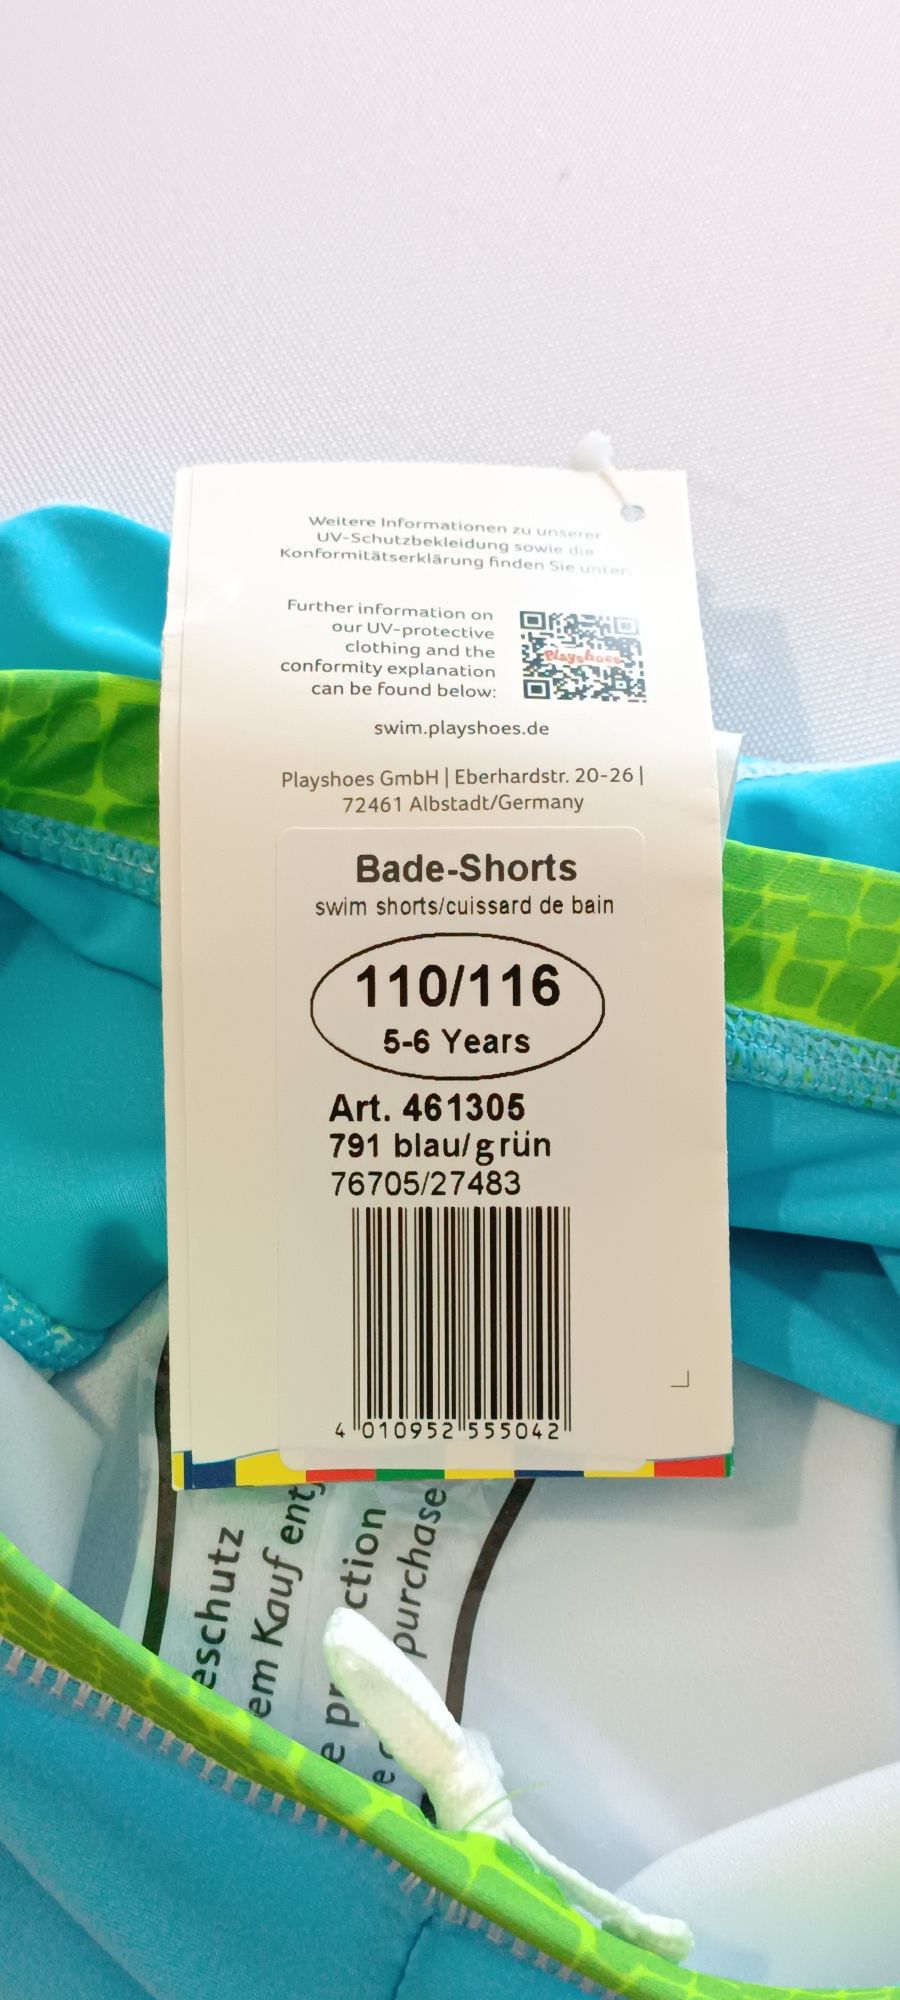 Weitere Informationen zu unserer
UV-Schutzbekleidung sowie die
Konformitätserklärung finden Sie unter:
Further information on
our UV-protective
clothing and the
conformity explanation
can be found below:
Playshoes
swim.playshoes.de
Playshoes GmbH | Eberhardstr. 20-26 |
72461 Albstadt/Germany
Bade-Shorts
swim shorts/cuissard de bain
110/116
5-6 Years
Art. 461305
791 blau/grün
76705/27483
4 010952 555042
eschutz
em Kauf ent
e pr ction
e purchase